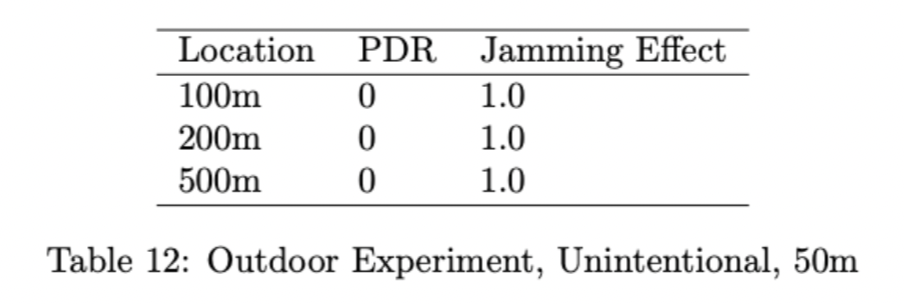 Location PDR Jamming Effect
100m 0 1.0
200m 0 1.0
500m 0 1.0
Table 12: Outdoor Experiment, Unintentional, 50m